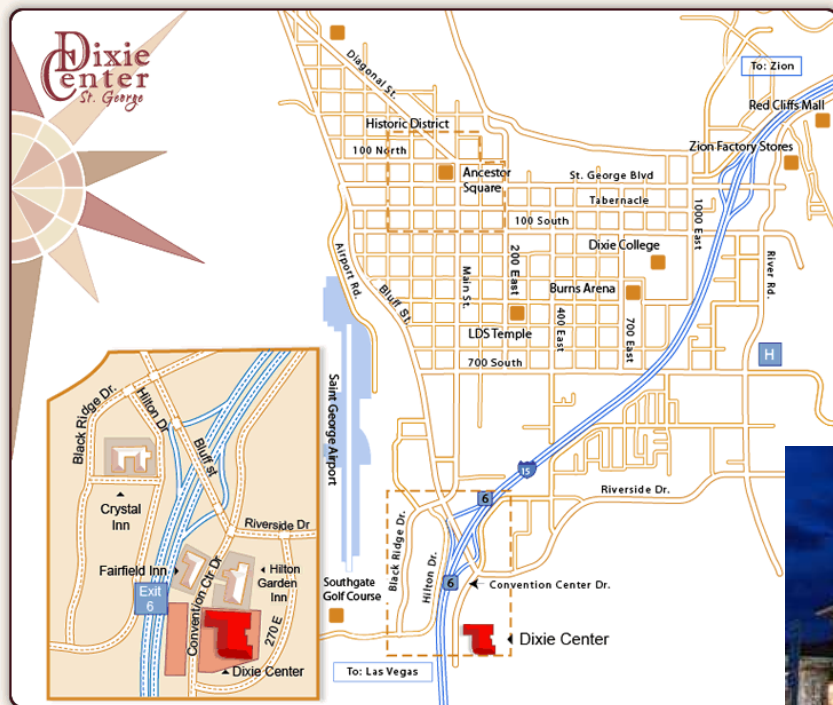 Dixie
Center
St. George
Diagonal St.
To: Zion
Red Cliffs Mall
Historic District
Zion Factory Stores
100 North
Ancestor
Square
St. George Blvd
Tabernacle
100 South
1000 East
Dixie College
River Rd.
Airport Rd.
Bluff St.
Main St.
200 East
Burns Arena
LDS Temple
400 East
700 East
700 South
H
Saint George Airport
15
6
Riverside Dr.
Black Ridge Dr.
Hilton Dr.
6
Convention Center Dr.
Southgate
Golf Course
Dixie Center
To: Las Vegas
Black Ridge Dr.
Hilton Dr
Bluff st
Crystal
Inn
Riverside Dr
Fairfield Inn
Convention Ctr Dr
Hilton
Garden
Inn
Exit
6
270 E
Dixie Center